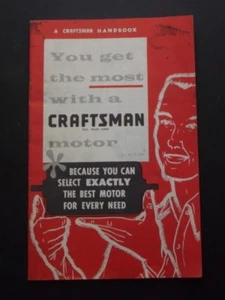 A CRAFTSMAN HANDBOOK
You get
the most
with a
CRAFTSMAN
motor
* BECAUSE YOU CAN
SELECT EXACTLY
THE BEST MOTOR
FOR EVERY NEED